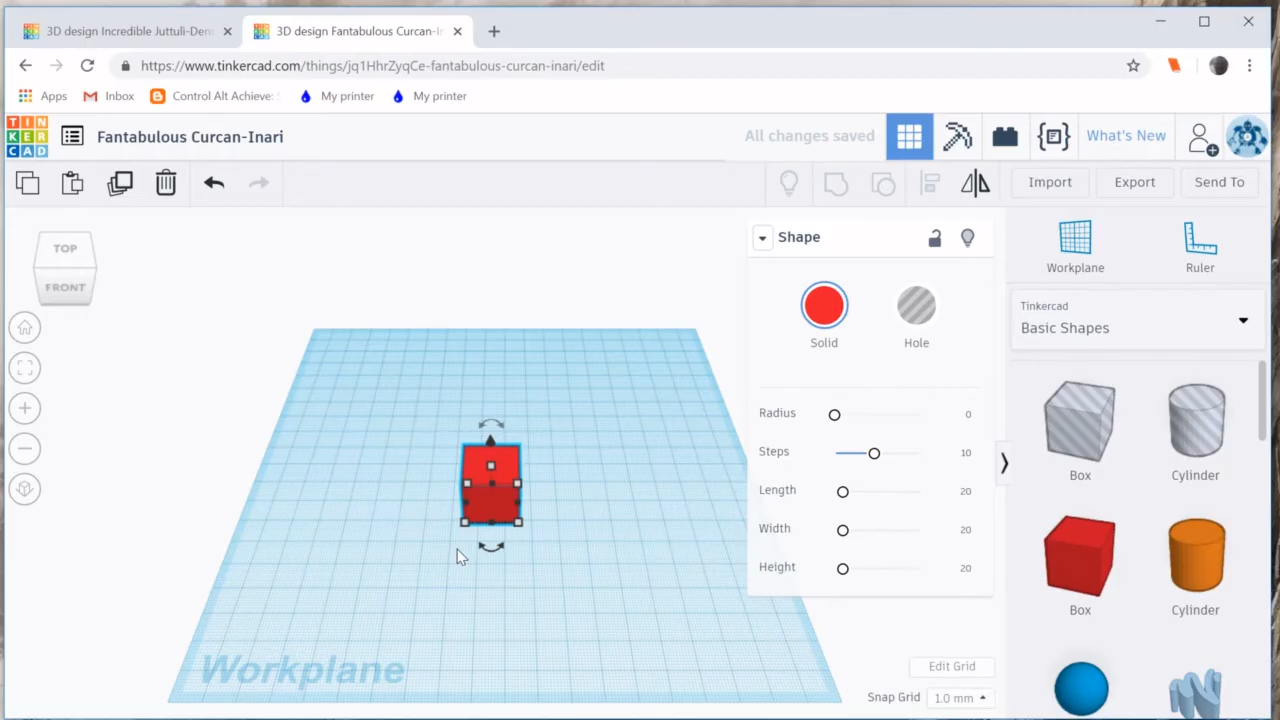 3D design Incredible Juttuli-Den
3D design Fantabulous Curcan-In
https://www.tinkercad.com/things/jq1HhrZyqCe-fantabulous-curcan-inari/edit
Apps
Inbox
Control Alt Achieve:
My printer
My printer
TIN
KER
CAD
Fantabulous Curcan-Inari
All changes saved
What's New
Import
Export
Send To
TOP
FRONT
Shape
Solid
Hole
Radius 0
Steps 10
Length 20
Width 20
Height 20
Workplane
Ruler
Tinkercad
Basic Shapes
Box
Cylinder
Box
Cylinder
Workplane
Edit Grid
Snap Grid 1.0 mm